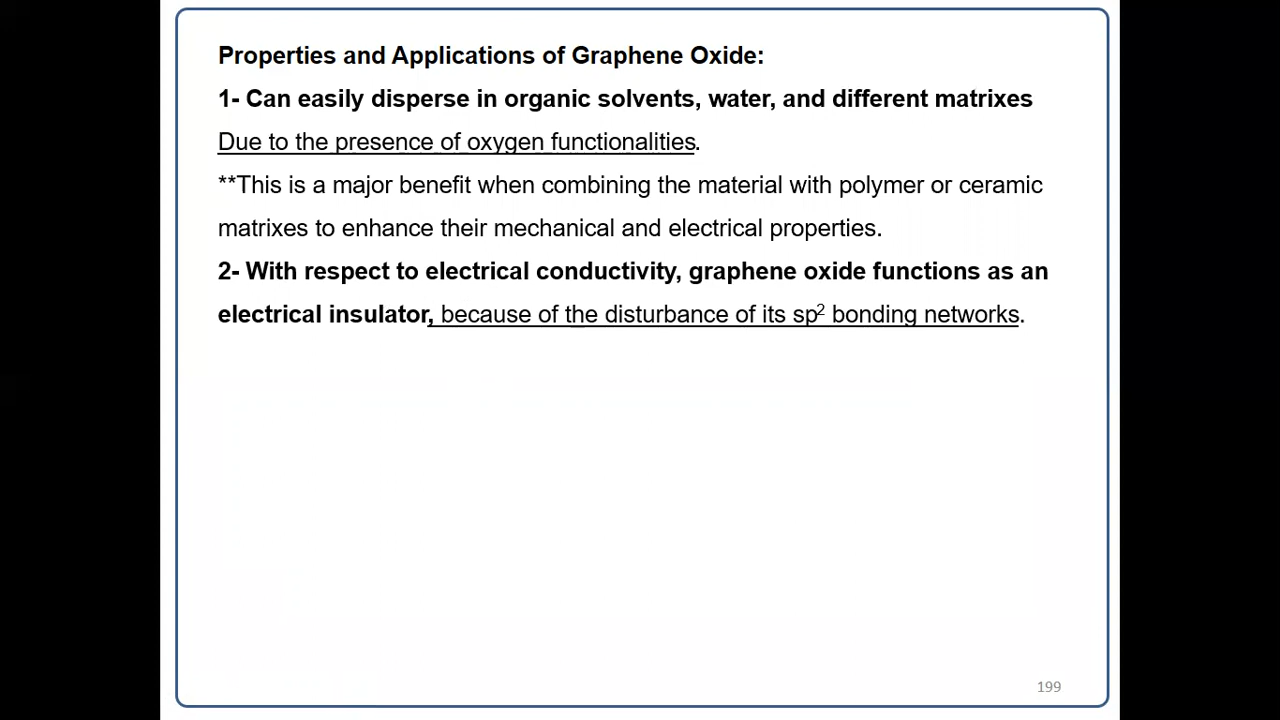 Properties and Applications of Graphene Oxide:
1- Can easily disperse in organic solvents, water, and different matrixes
Due to the presence of oxygen functionalities.
**This is a major benefit when combining the material with polymer or ceramic
matrixes to enhance their mechanical and electrical properties.
2- With respect to electrical conductivity, graphene oxide functions as an
electrical insulator, because of the disturbance of its sp² bonding networks.
199